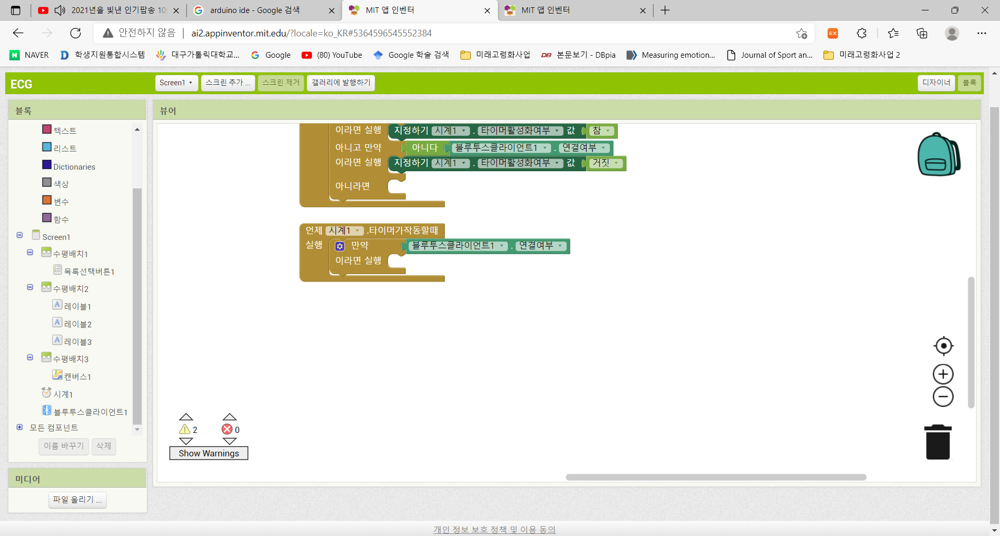 2021년을 빛낸 인기팝송 10
arduino ide - Google 검색
MIT 앱 인벤터
MIT 앱 인벤터
안전하지 않음 | ai2.appinventor.mit.edu/?locale=ko_KR#5364596545552384
EX
NAVER
학생지원통합시스템
대구가톨릭대학교...
Google
(80) YouTube
Google 학술 검색
미래고령화사업
본문보기 - DBpia
Measuring emotion...
Journal of Sport an...
미래고령화사업 2
ECG
Screen1
스크린 추가 ...
스크린 제거
갤러리에 발행하기
디자이너
블록
블록
텍스트
리스트
Dictionaries
색상
변수
함수
Screen1
수평배치1
목록선택버튼1
수평배치2
레이블1
레이블2
레이블3
수평배치3
캔버스1
시계1
블루투스클라이언트1
모든 컴포넌트
이름 바꾸기
삭제
미디어
파일 올리기 ...
뷰어
이라면 실행 지정하기 시계1 . 타이머활성화여부 값 참
아니고 만약 아니다 블루투스클라이언트1 . 연결여부
이라면 실행 지정하기 시계1 . 타이머활성화여부 값 거짓
아니라면
언제 시계1 .타이머가작동할때
실행 만약 블루투스클라이언트1 . 연결여부
이라면 실행
2
0
Show Warnings
개인 정보 보호 정책 및 이용 동의